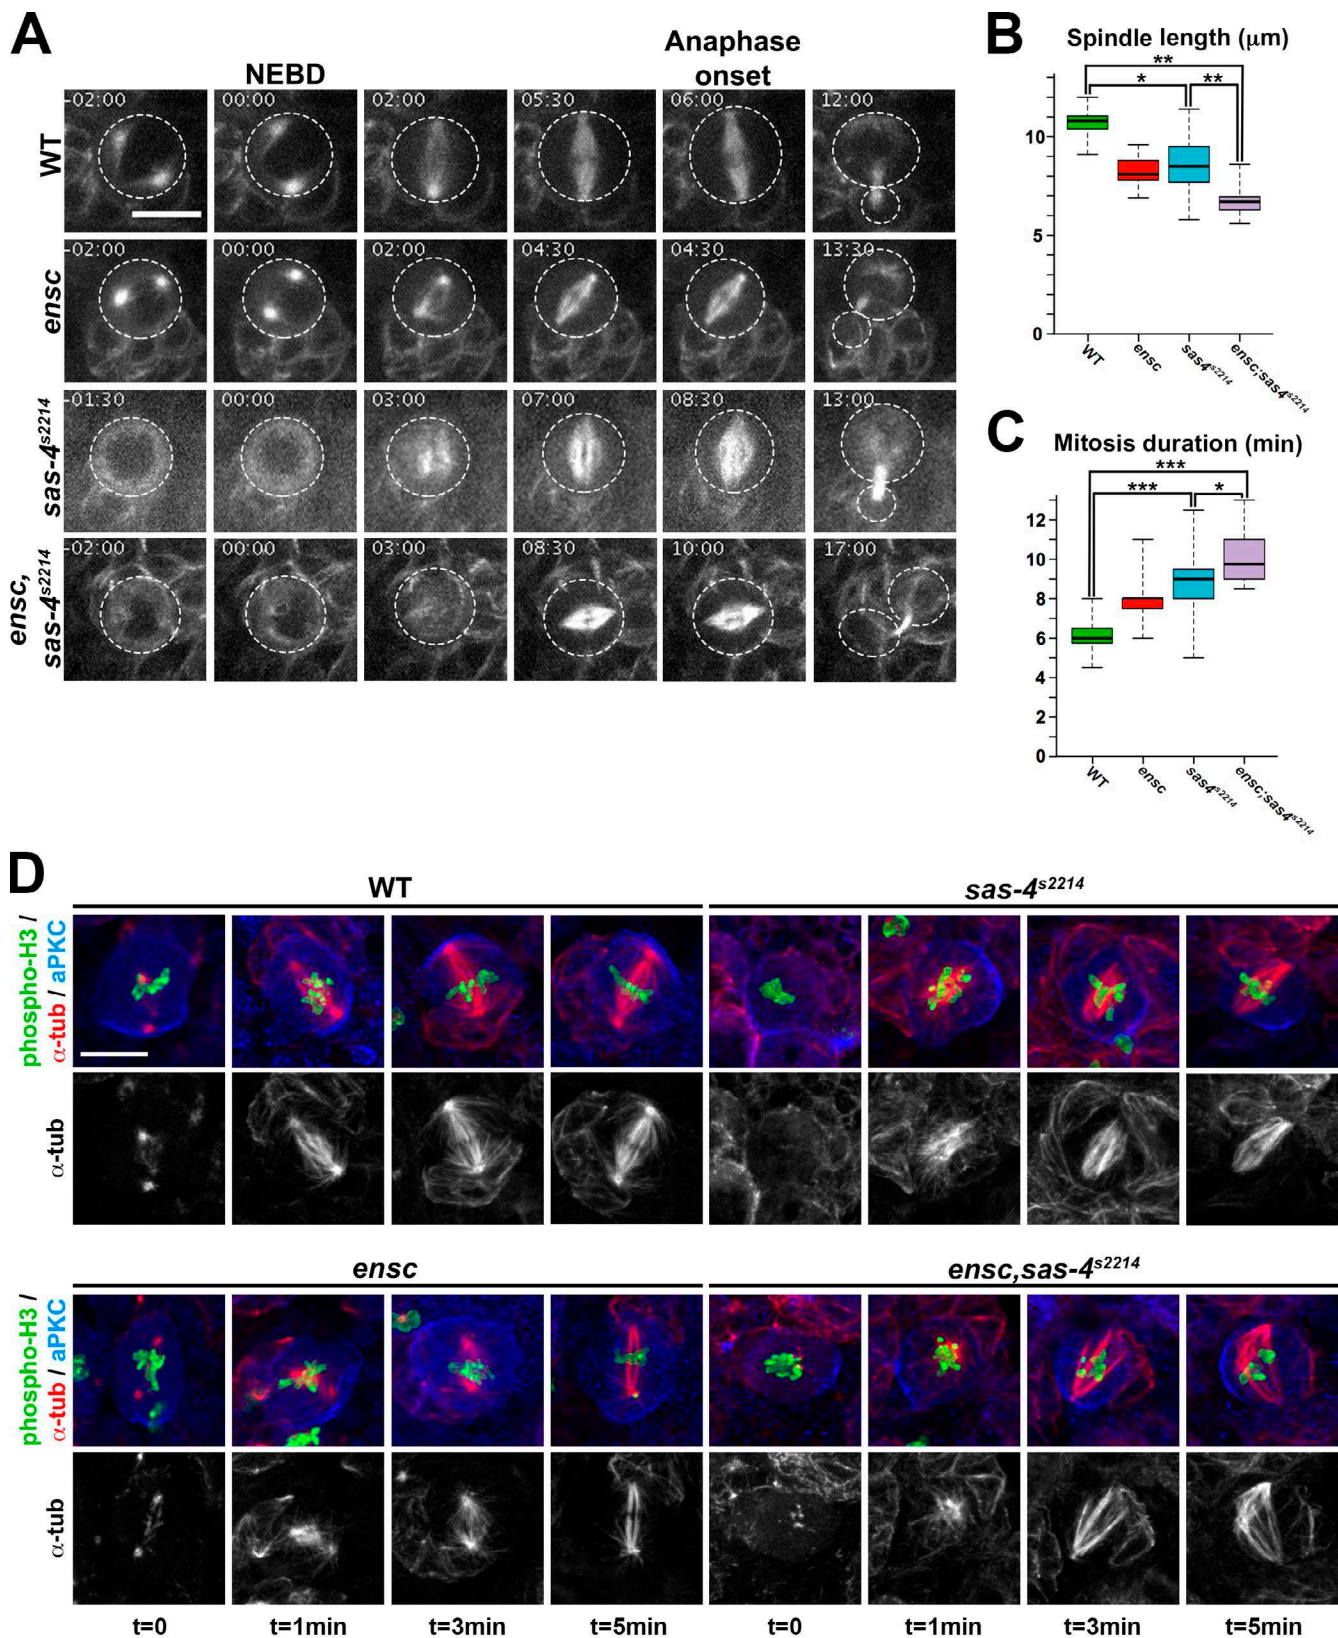 A
NEBD
Anaphase
onset
WT
-02:00
00:00
02:00
05:30
06:00
12:00
ensc
-02:00
00:00
02:00
04:30
04:30
13:30
sas-4s2214
-01:30
00:00
03:00
07:00
08:30
13:00
ensc,
sas-4s2214
-02:00
00:00
03:00
08:30
10:00
17:00
B
Spindle length (µm)
**
*
**
10
5
0
WT
ensc
sas4s2214
ensc;sas4s2214
C
Mitosis duration (min)
***
***
*
12
10
8
6
4
2
0
WT
ensc
sas4s2214
ensc;sas4s2214
D
WT
sas-4s2214
phospho-H3 /
α-tub / aPKC
α-tub
ensc
ensc,sas-4s2214
phospho-H3 /
α-tub / aPKC
α-tub
t=0
t=1min
t=3min
t=5min
t=0
t=1min
t=3min
t=5min